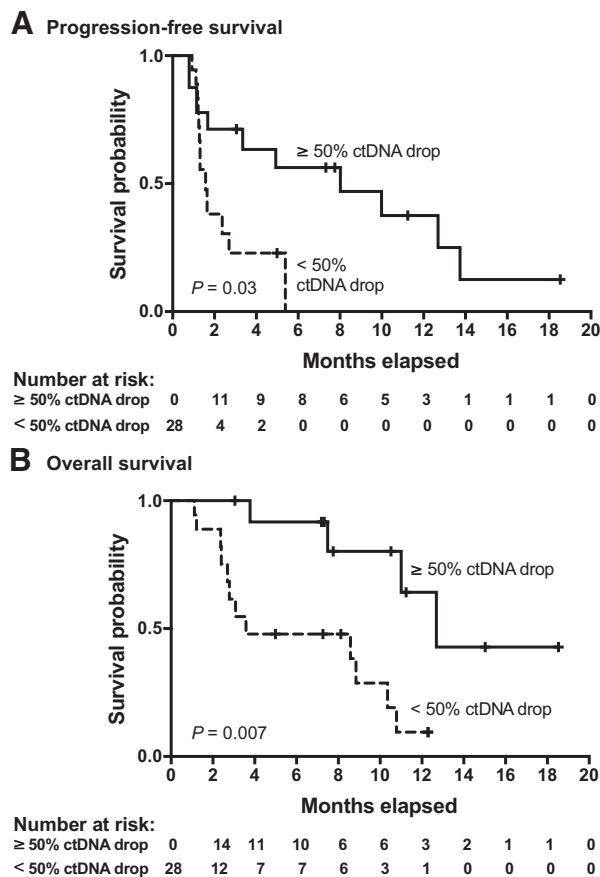 A Progression-free survival
1.0
0.5
0.0
Survival probability
≥ 50% ctDNA drop
< 50%
ctDNA drop
P = 0.03
0 2 4 6 8 10 12 14 16 18 20
Months elapsed
Number at risk:
≥ 50% ctDNA drop 0 11 9 8 6 5 3 1 1 1 0
< 50% ctDNA drop 28 4 2 0 0 0 0 0 0 0 0
B Overall survival
1.0
0.5
0.0
Survival probability
≥ 50% ctDNA drop
< 50% ctDNA drop
P = 0.007
0 2 4 6 8 10 12 14 16 18 20
Months elapsed
Number at risk:
≥ 50% ctDNA drop 0 14 11 10 6 6 3 2 1 1 0
< 50% ctDNA drop 28 12 7 7 6 3 1 0 0 0 0